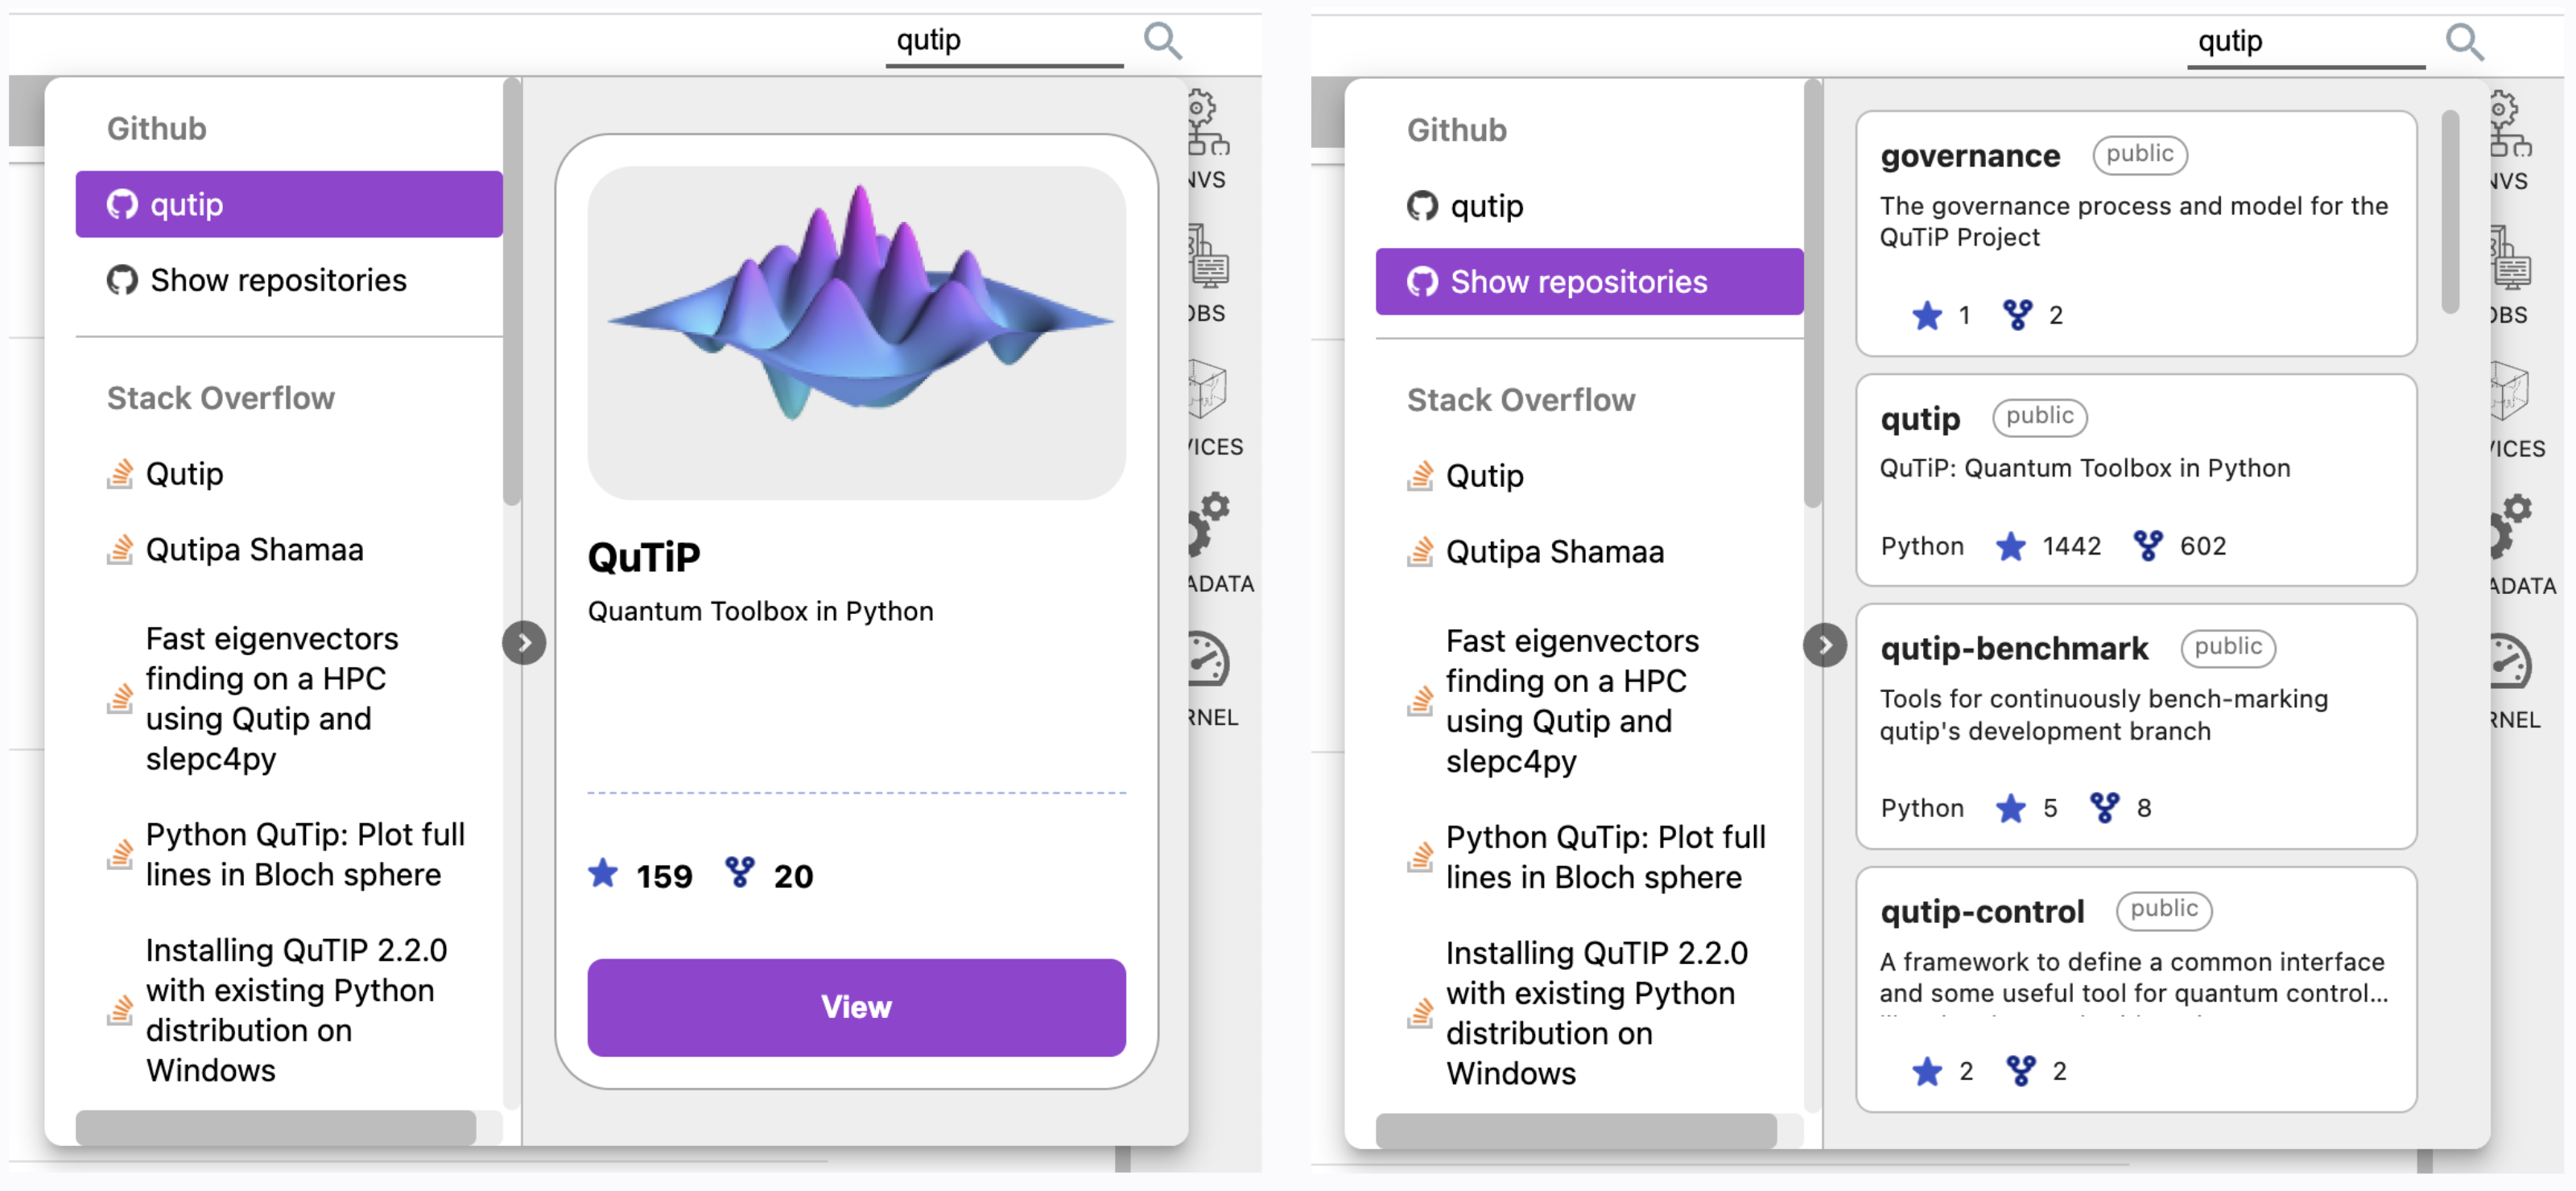 qutip
Github
qutip
Show repositories
Stack Overflow
Qutip
Qutipa Shamaa
Fast eigenvectors
finding on a HPC
using Qutip and
slepc4py
Python QuTip: Plot full
lines in Bloch sphere
Installing QuTIP 2.2.0
with existing Python
distribution on
Windows
QuTiP
Quantum Toolbox in Python
159 20
View
NVS
OBS
VICES
ADATA
RNEL
qutip
Github
qutip
Show repositories
Stack Overflow
Qutip
Qutipa Shamaa
Fast eigenvectors
finding on a HPC
using Qutip and
slepc4py
Python QuTip: Plot full
lines in Bloch sphere
Installing QuTIP 2.2.0
with existing Python
distribution on
Windows
governance public
The governance process and model for the
QuTiP Project
1 2
qutip public
QuTiP: Quantum Toolbox in Python
Python 1442 602
qutip-benchmark public
Tools for continuously bench-marking
qutip's development branch
Python 5 8
qutip-control public
A framework to define a common interface
and some useful tool for quantum control...
2 2
NVS
OBS
VICES
ADATA
RNEL